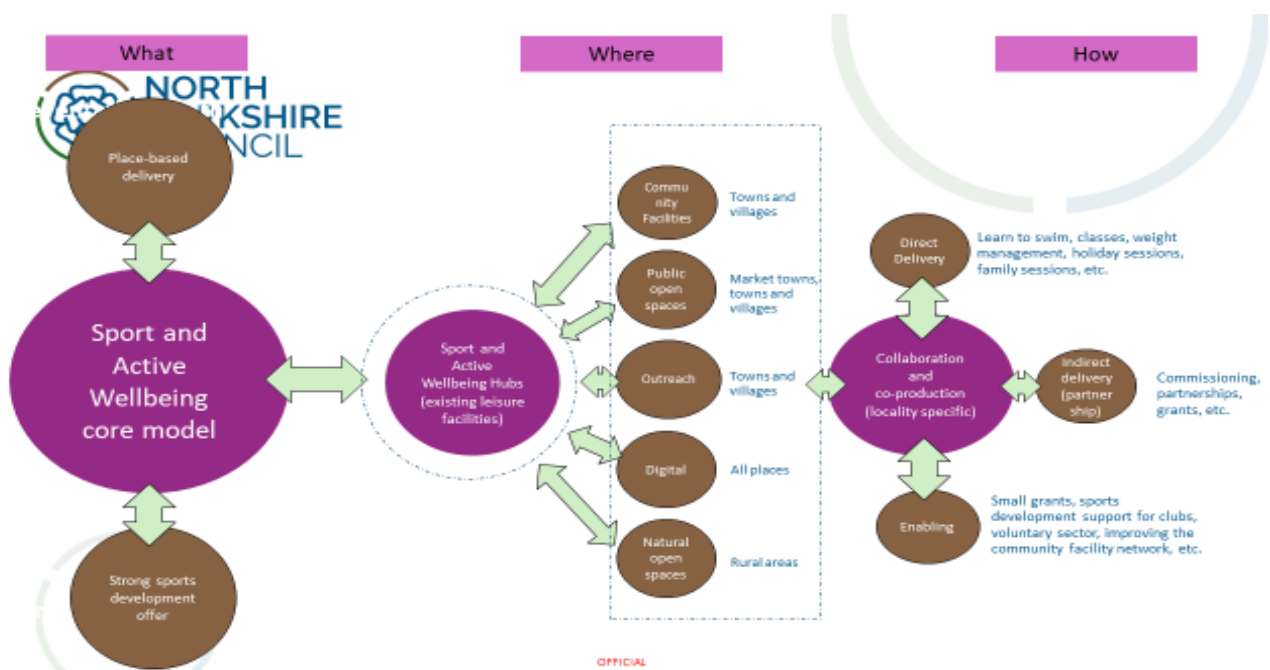 What
Where
How
NORTH
KSHIRE
NCIL
Place-based
delivery
Sport and
Active
Wellbeing
core model
Strong sports
development
offer
Sport and
Active
Wellbeing Hubs
(existing leisure
facilities)
Commu
nity
Facilities
Towns and
villages
Public
open
spaces
Market towns,
towns and
villages
Outreach
Towns and
villages
Digital
All places
Natural
open
spaces
Rural areas
Direct
Delivery
Learn to swim, classes, weight
management, holiday sessions,
family sessions, etc.
Collaboration
and
co-production
(locality specific)
Indirect
delivery
(partner
ship)
Commissioning,
partnerships,
grants, etc.
Enabling
Small grants, sports
development support for clubs,
voluntary sector, improving the
community facility network, etc.
OFFICIAL